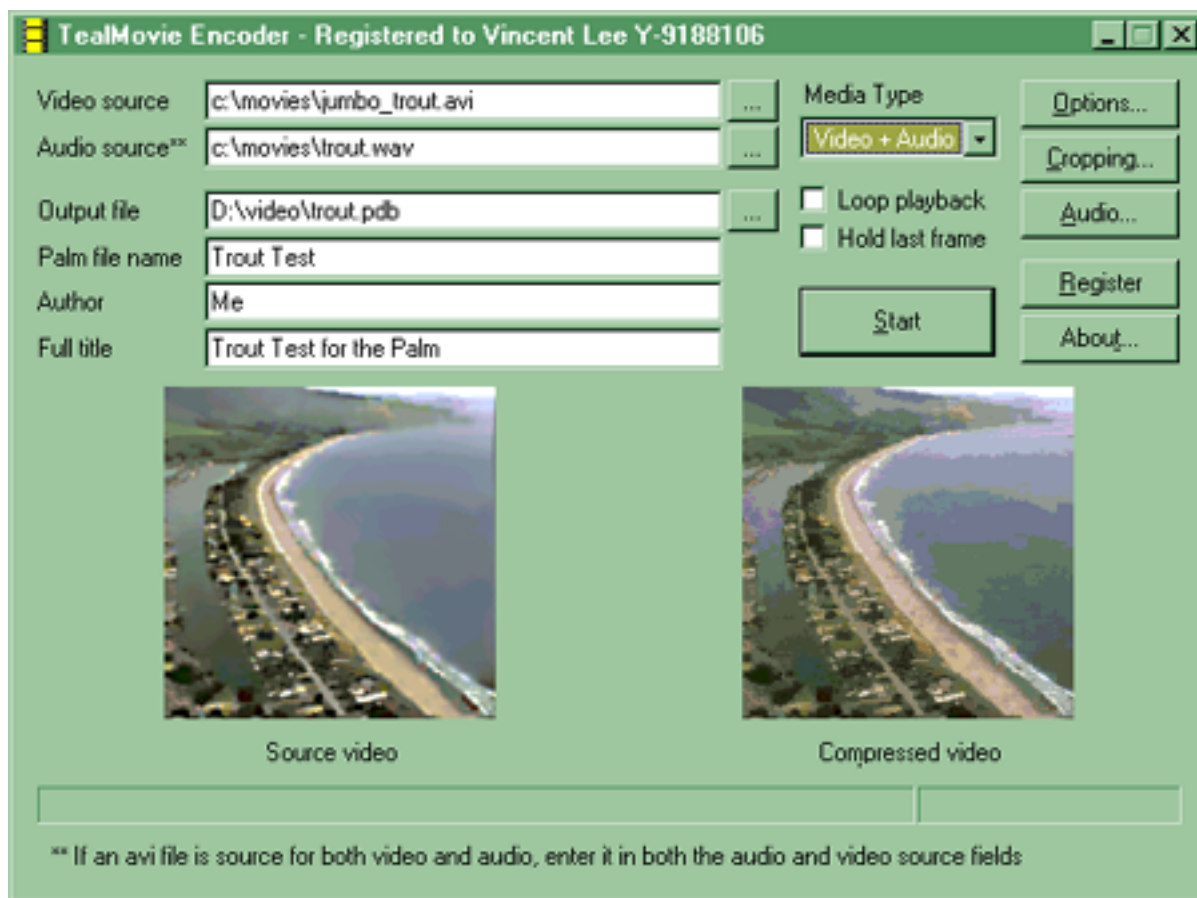 TealMovie Encoder - Registered to Vincent Lee Y-9188106
Video source c:\movies\jumbo_trout.avi ...
Audio source** c:\movies\trout.wav ...
Output file D:\video\trout.pdb ...
Palm file name Trout Test
Author Me
Full title Trout Test for the Palm
Media Type
Video + Audio
Loop playback
Hold last frame
Start
Options...
Cropping...
Audio...
Register
About...
Source video
Compressed video
** If an avi file is source for both video and audio, enter it in both the audio and video source fields